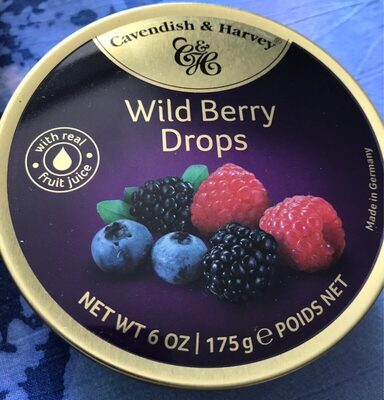 Cavendish & Harvey®
C&H
Wild Berry
Drops
with real
fruit juice
Made in Germany
NET WT 6 OZ | 175 g ℮ POIDS NET